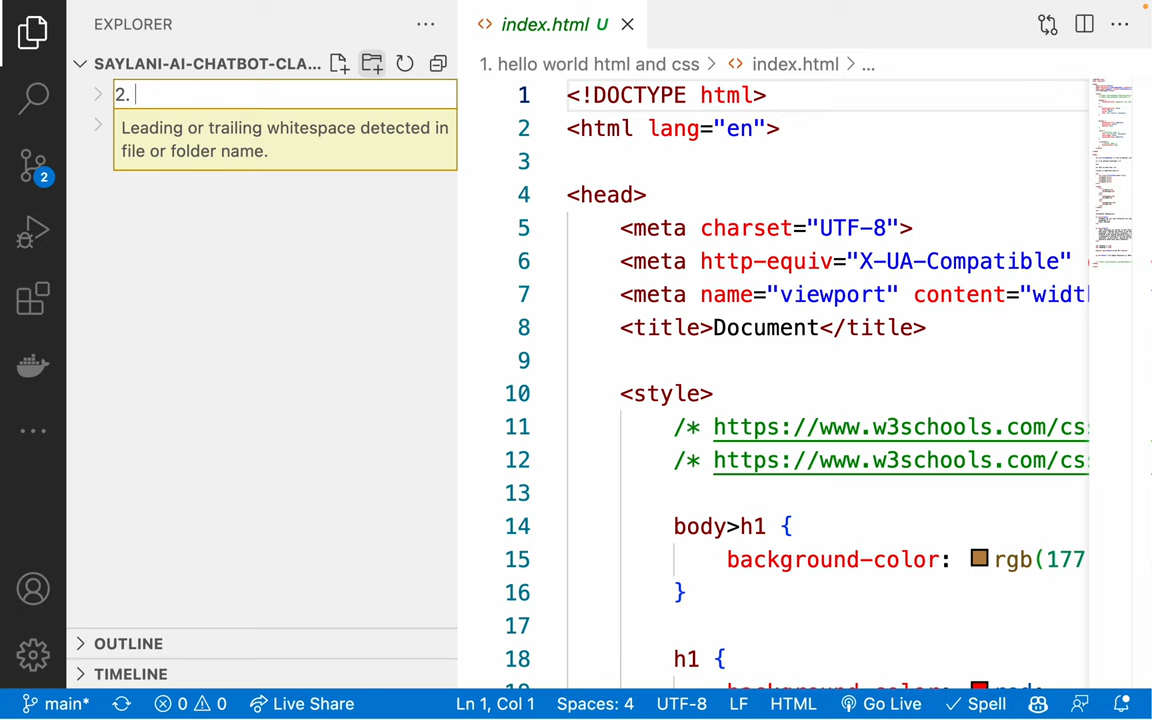 EXPLORER
SAYLANI-AI-CHATBOT-CLA...
2.
Leading or trailing whitespace detected in
file or folder name.
2
OUTLINE
TIMELINE
index.html U
1. hello world html and css > index.html > ...
1 <!DOCTYPE html>
2 <html lang="en">
3
4 <head>
5 <meta charset="UTF-8">
6 <meta http-equiv="X-UA-Compatible"
7 <meta name="viewport" content="widt
8 <title>Document</title>
9
10 <style>
11 /* https://www.w3schools.com/cs
12 /* https://www.w3schools.com/cs
13
14 body>h1 {
15 background-color: rgb(177
16 }
17
18 h1 {
main* 0 0 Live Share Ln 1, Col 1 Spaces: 4 UTF-8 LF HTML Go Live Spell